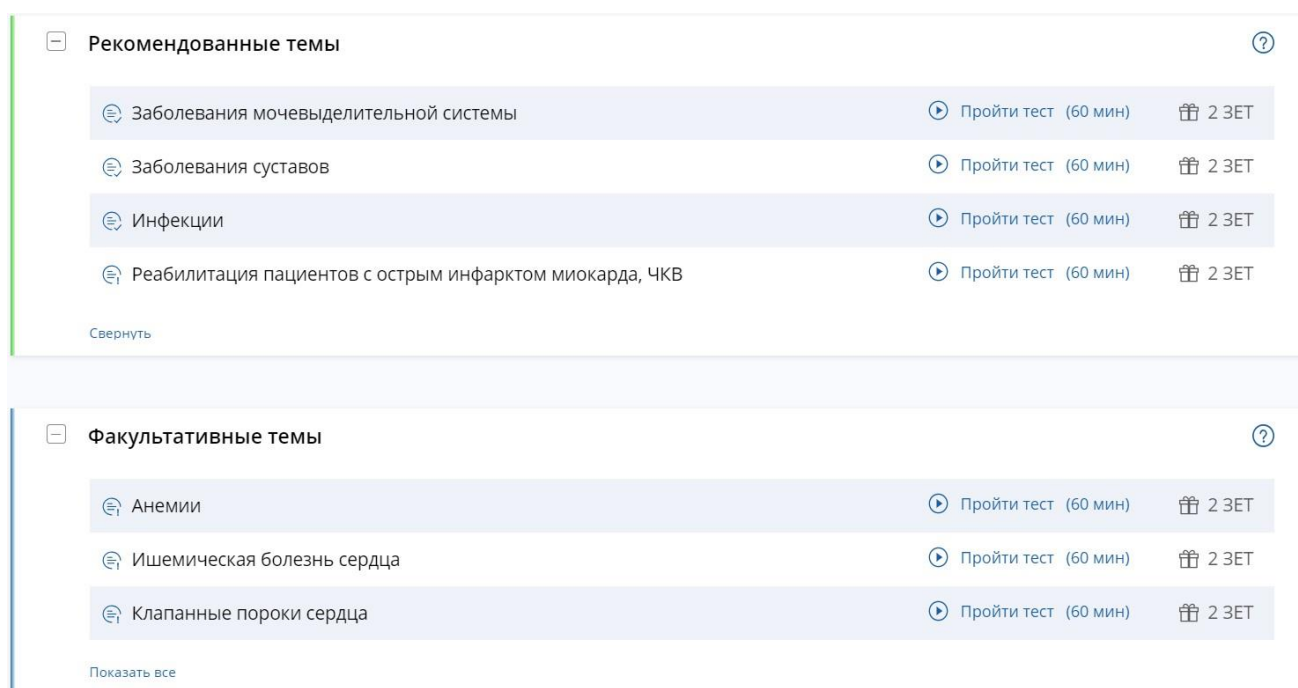 Рекомендованные темы
Заболевания мочевыделительной системы Пройти тест (60 мин) 2 ЗЕТ
Заболевания суставов Пройти тест (60 мин) 2 ЗЕТ
Инфекции Пройти тест (60 мин) 2 ЗЕТ
Реабилитация пациентов с острым инфарктом миокарда, ЧКВ Пройти тест (60 мин) 2 ЗЕТ
Свернуть
Факультативные темы
Анемии Пройти тест (60 мин) 2 ЗЕТ
Ишемическая болезнь сердца Пройти тест (60 мин) 2 ЗЕТ
Клапанные пороки сердца Пройти тест (60 мин) 2 ЗЕТ
Показать все